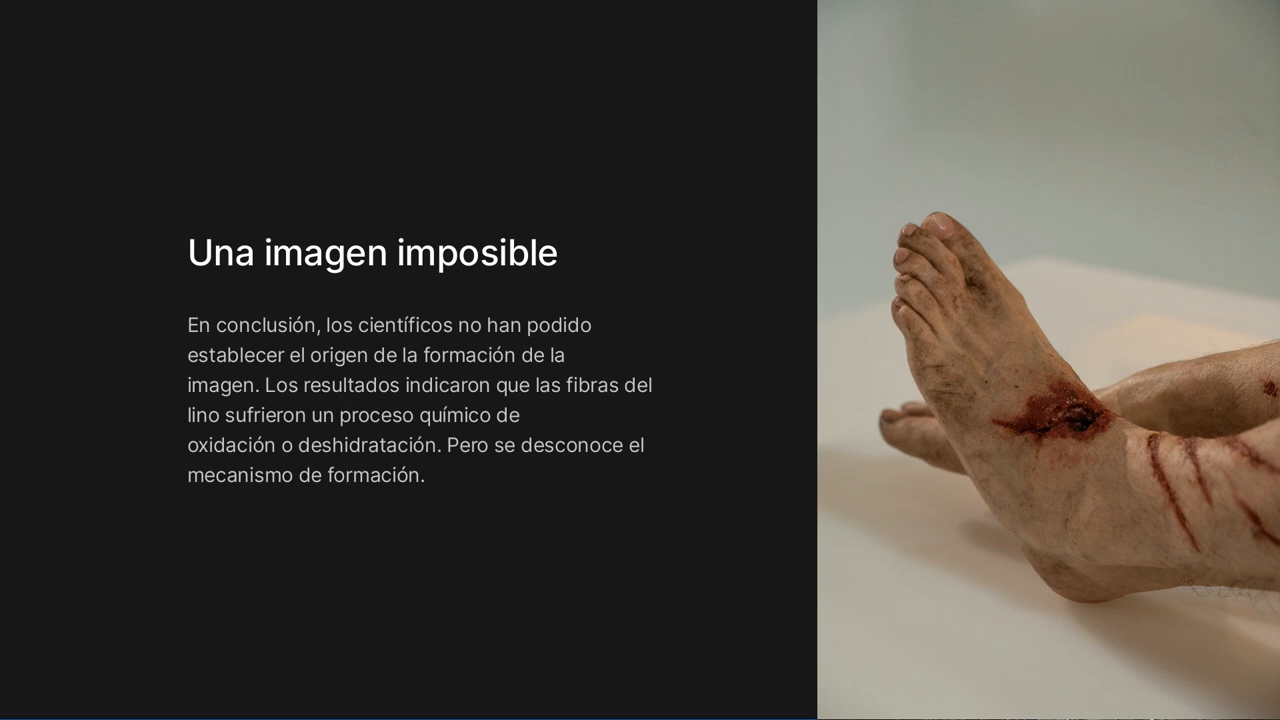 Una imagen imposible
En conclusión, los científicos no han podido
establecer el origen de la formación de la
imagen. Los resultados indicaron que las fibras del
lino sufrieron un proceso químico de
oxidación o deshidratación. Pero se desconoce el
mecanismo de formación.